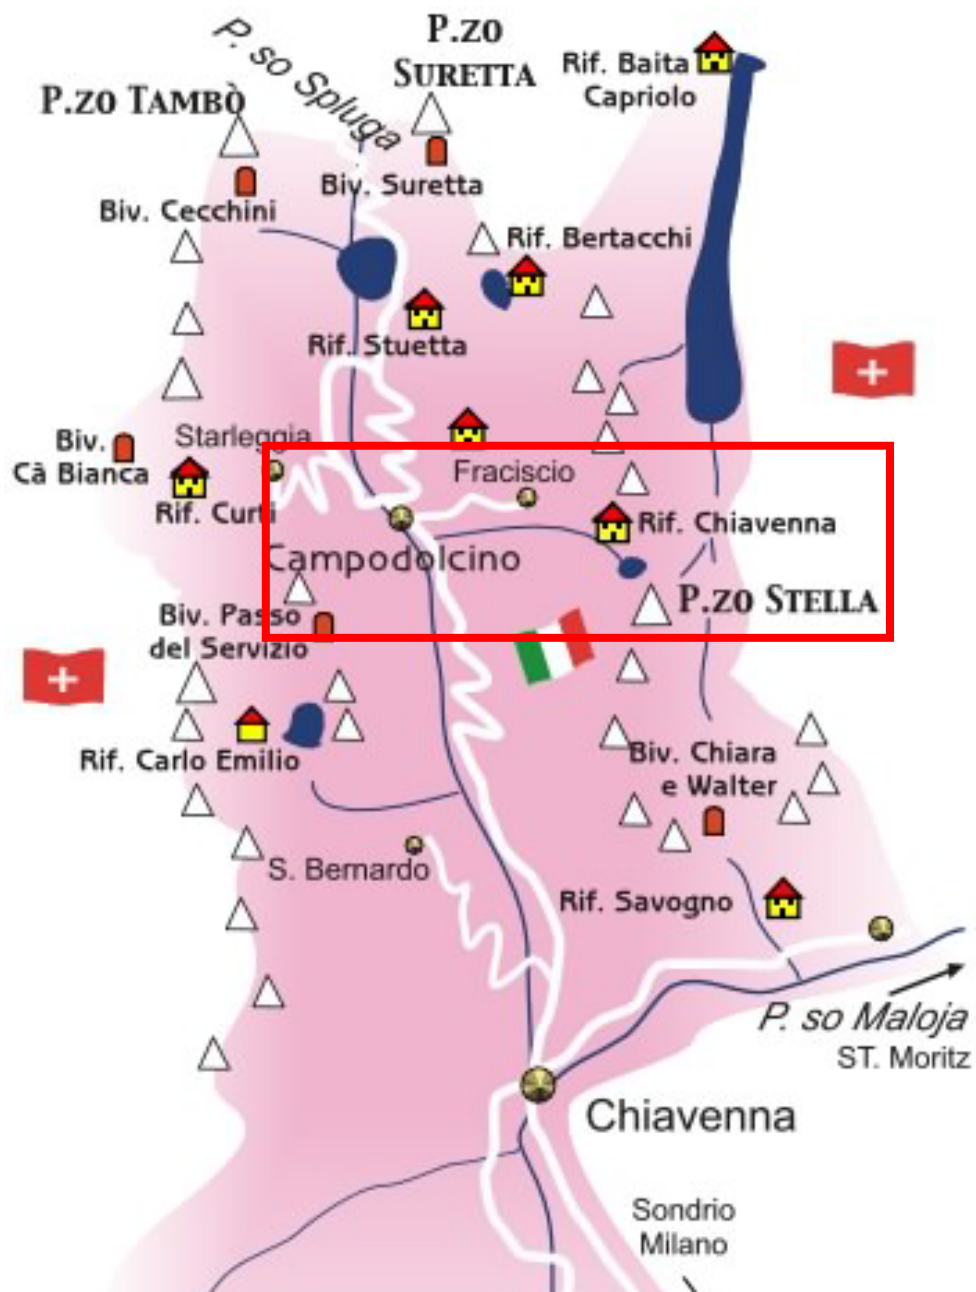 P. so Spluga
P.ZO
SURETTA
Rif. Baita
Capriolo
P.ZO TAMBÒ
Biv. Suretta
Biv. Cecchini
Rif. Bertacchi
Rif. Stuetta
Starleggia
Biv.
Cà Bianca
Fraciscio
Rif. Curti
Rif. Chiavenna
Campodolcino
P.ZO STELLA
Biv. Passo
del Servizio
Rif. Carlo Emilio
Biv. Chiara
e Walter
S. Bernardo
Rif. Savogno
P. so Maloja
ST. Moritz
Chiavenna
Sondrio
Milano